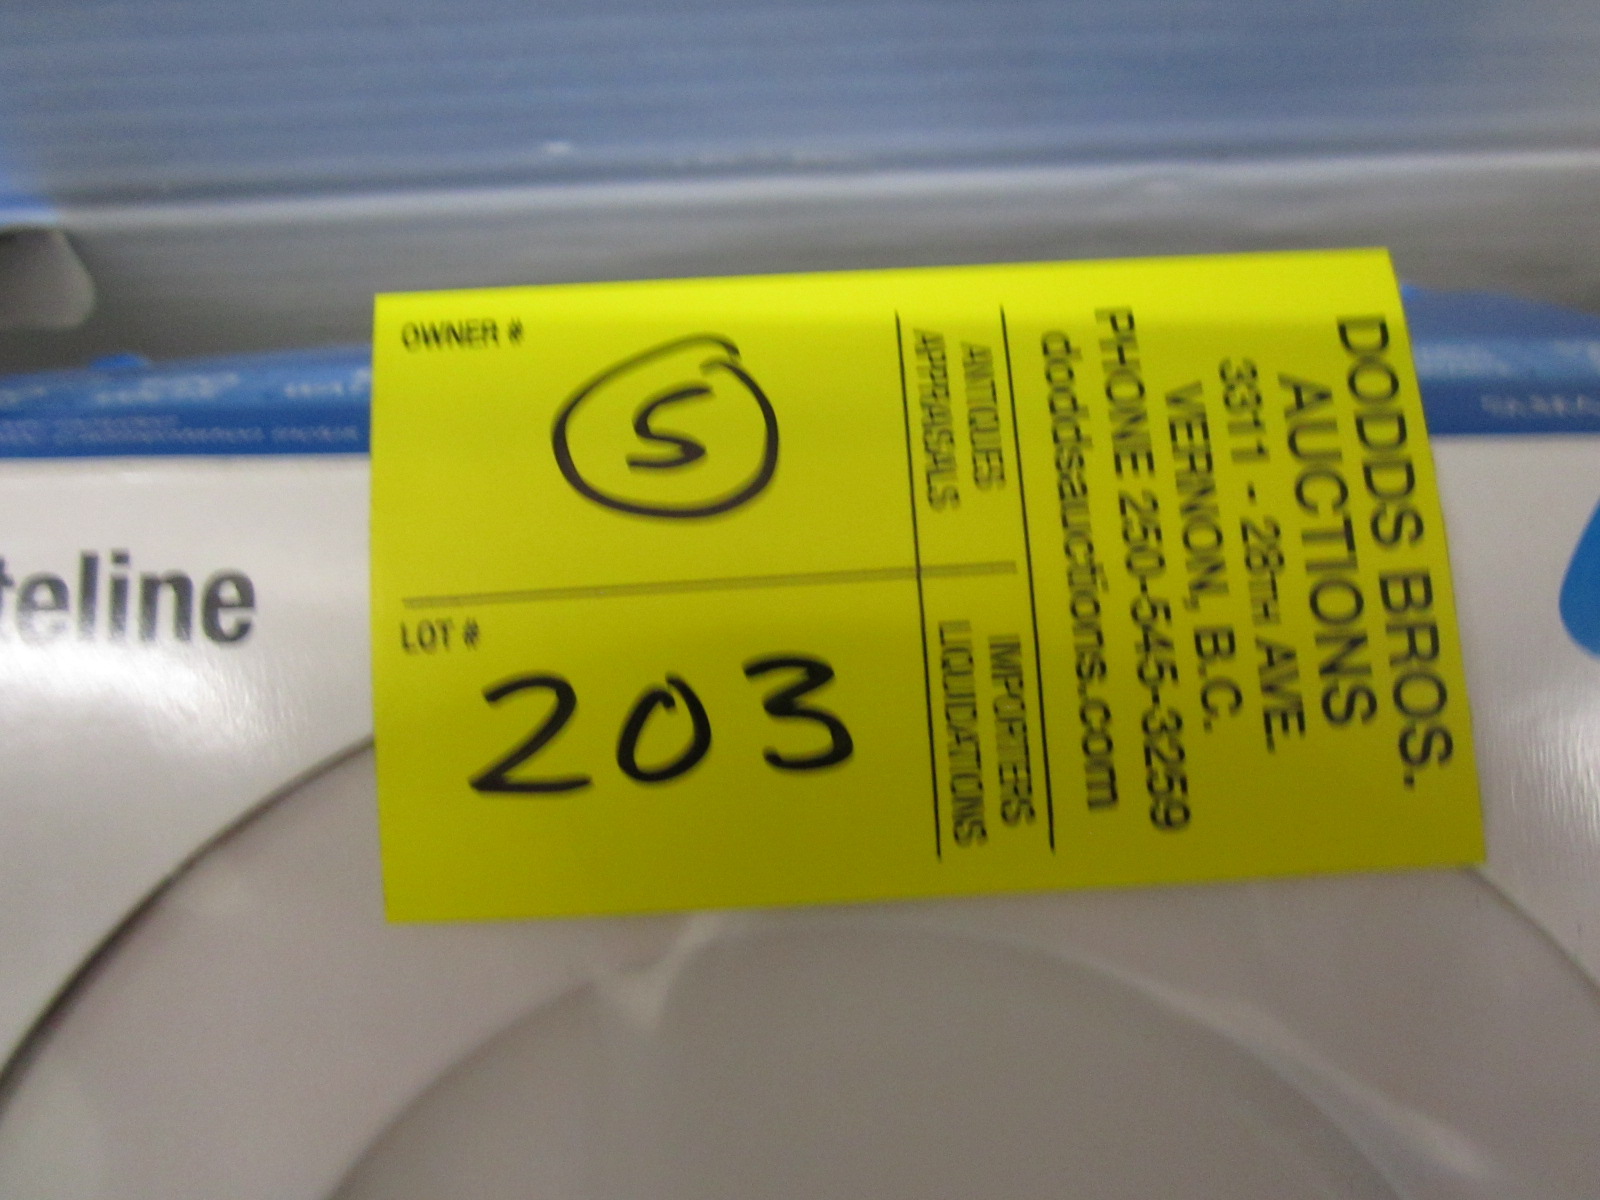 OWNER #
S
LOT #
203
ANTIQUES
APPRAISALS
IMPORTERS
LIQUIDATIONS
DODDS BROS.
AUCTIONS
3311 - 28TH AVE.
VERNON, B.C.
PHONE 250-545-3259
doddsauctions.com
teline